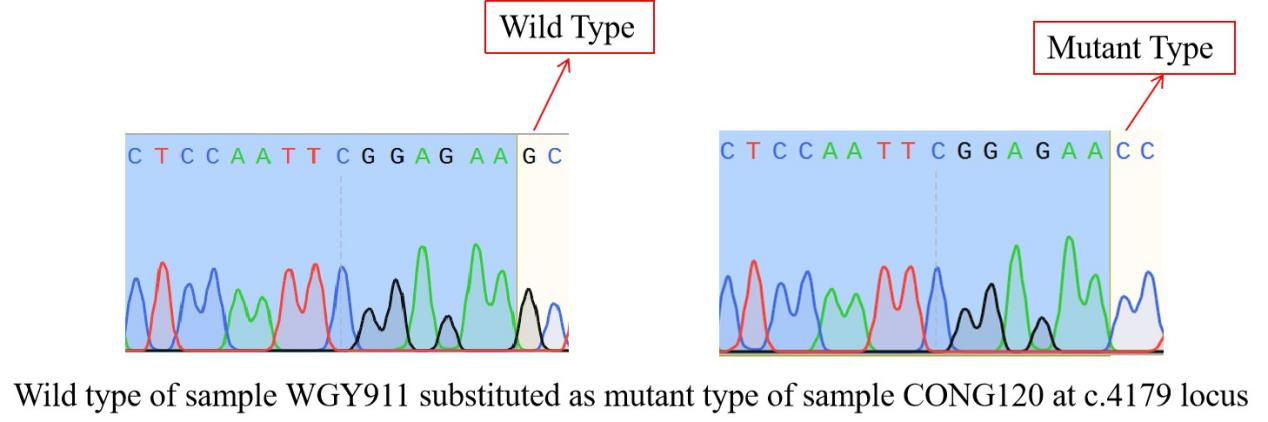 Wild Type
Mutant Type
C T C C A A T T C G G A G A A G C
C T C C A A T T C G G A G A A C C
Wild type of sample WGY911 substituted as mutant type of sample CONG120 at c.4179 locus